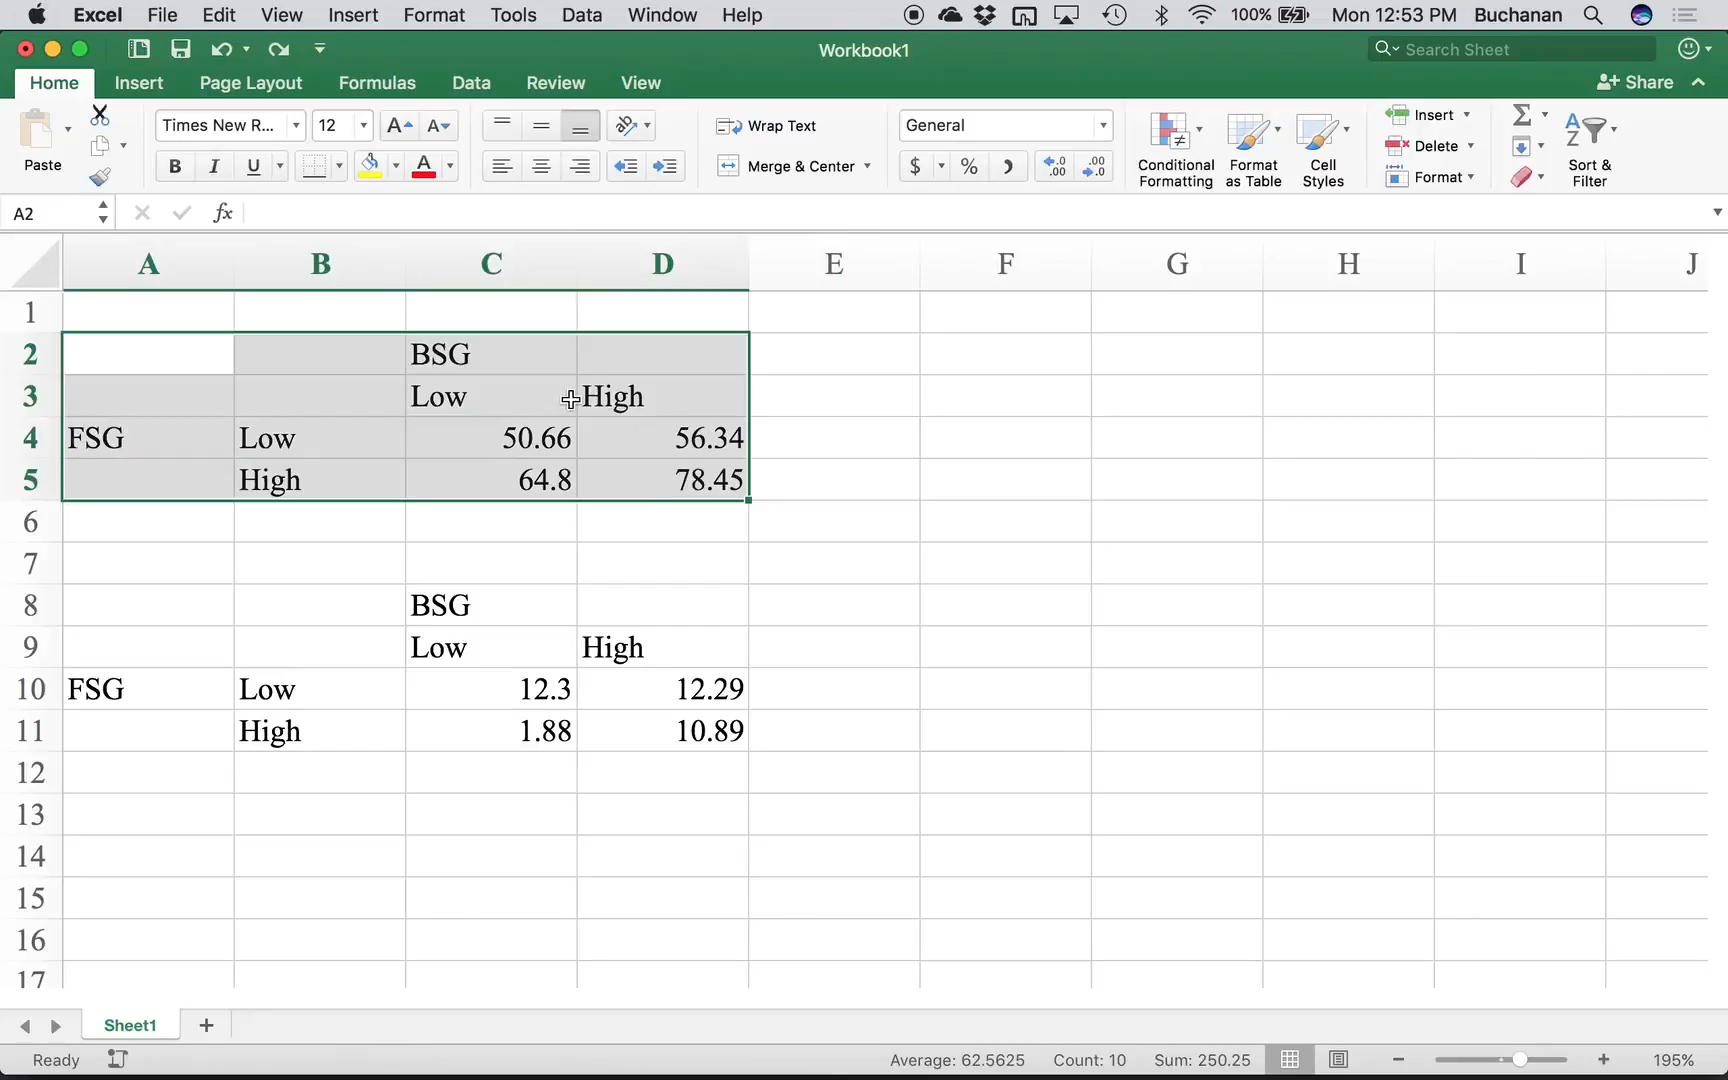 Excel File Edit View Insert Format Tools Data Window Help 100% Mon 12:53 PM Buchanan
Workbook1
Search Sheet
Home Insert Page Layout Formulas Data Review View Share
Paste
Times New R... 12
B I U A
Wrap Text
Merge & Center
General
$ %
Conditional Formatting
Format as Table
Cell Styles
Insert
Delete
Format
Sort & Filter
A2 fx
A B C D E F G H I J
1
2 BSG
3 Low High
4 FSG Low 50.66 56.34
5 High 64.8 78.45
6
7
8 BSG
9 Low High
10 FSG Low 12.3 12.29
11 High 1.88 10.89
12
13
14
15
16
17
Sheet1
Ready Average: 62.5625 Count: 10 Sum: 250.25 195%